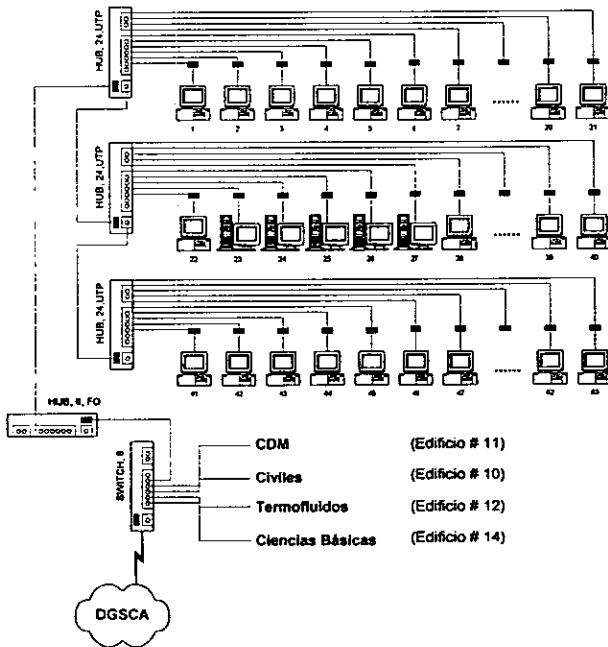 HUB, 24, UTP
1 2 3 4 5 6 7 ...... 20 21
HUB, 24, UTP
22 23 24 25 26 27 28 ...... 39 40
HUB, 24, UTP
41 42 43 44 45 46 47 ...... 62 63
HUB, 8, FO
SWITCH, 8
CDM (Edificio # 11)
Civiles (Edificio # 10)
Termofluidos (Edificio # 12)
Ciencias Básicas (Edificio # 14)
DGSCA